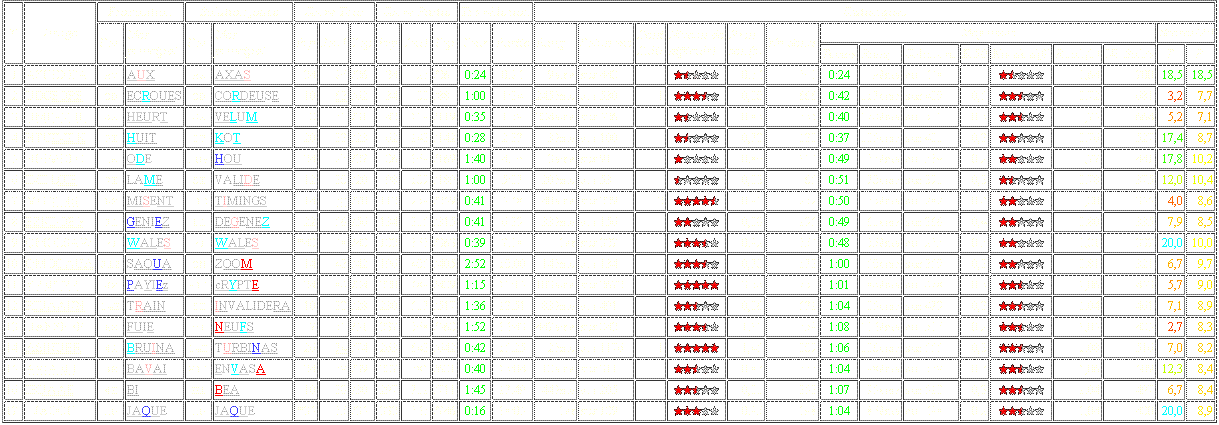 AUX AXAS 0:24 0:24 18,5 18,5
ECROUES CORDEUSE 1:00 0:42 3,2 7,7
HEURT VELUM 0:35 0:40 5,2 7,1
HUIT KOT 0:28 0:37 17,4 8,7
ODE HOU 1:40 0:49 17,8 10,2
LAME VALIDE 1:00 0:51 12,0 10,4
MISENT TIMINGS 0:41 0:50 4,0 8,6
GENIEZ DEGENEZ 0:41 0:49 7,9 8,5
WALES WALES 0:39 0:48 20,0 10,0
SAQUA ZOOM 2:52 1:00 6,7 9,7
PAYIEz cRYPTE 1:15 1:01 5,7 9,0
TRAIN INVALIDERA 1:36 1:04 7,1 8,9
FUIE NEUFS 1:52 1:08 2,7 8,3
BRUINA TURBINAS 0:42 1:06 7,0 8,2
BAVAI ENVASA 0:40 1:04 12,3 8,4
BI BEA 1:45 1:07 6,7 8,4
JAQUE JAQUE 0:16 1:04 20,0 8,9